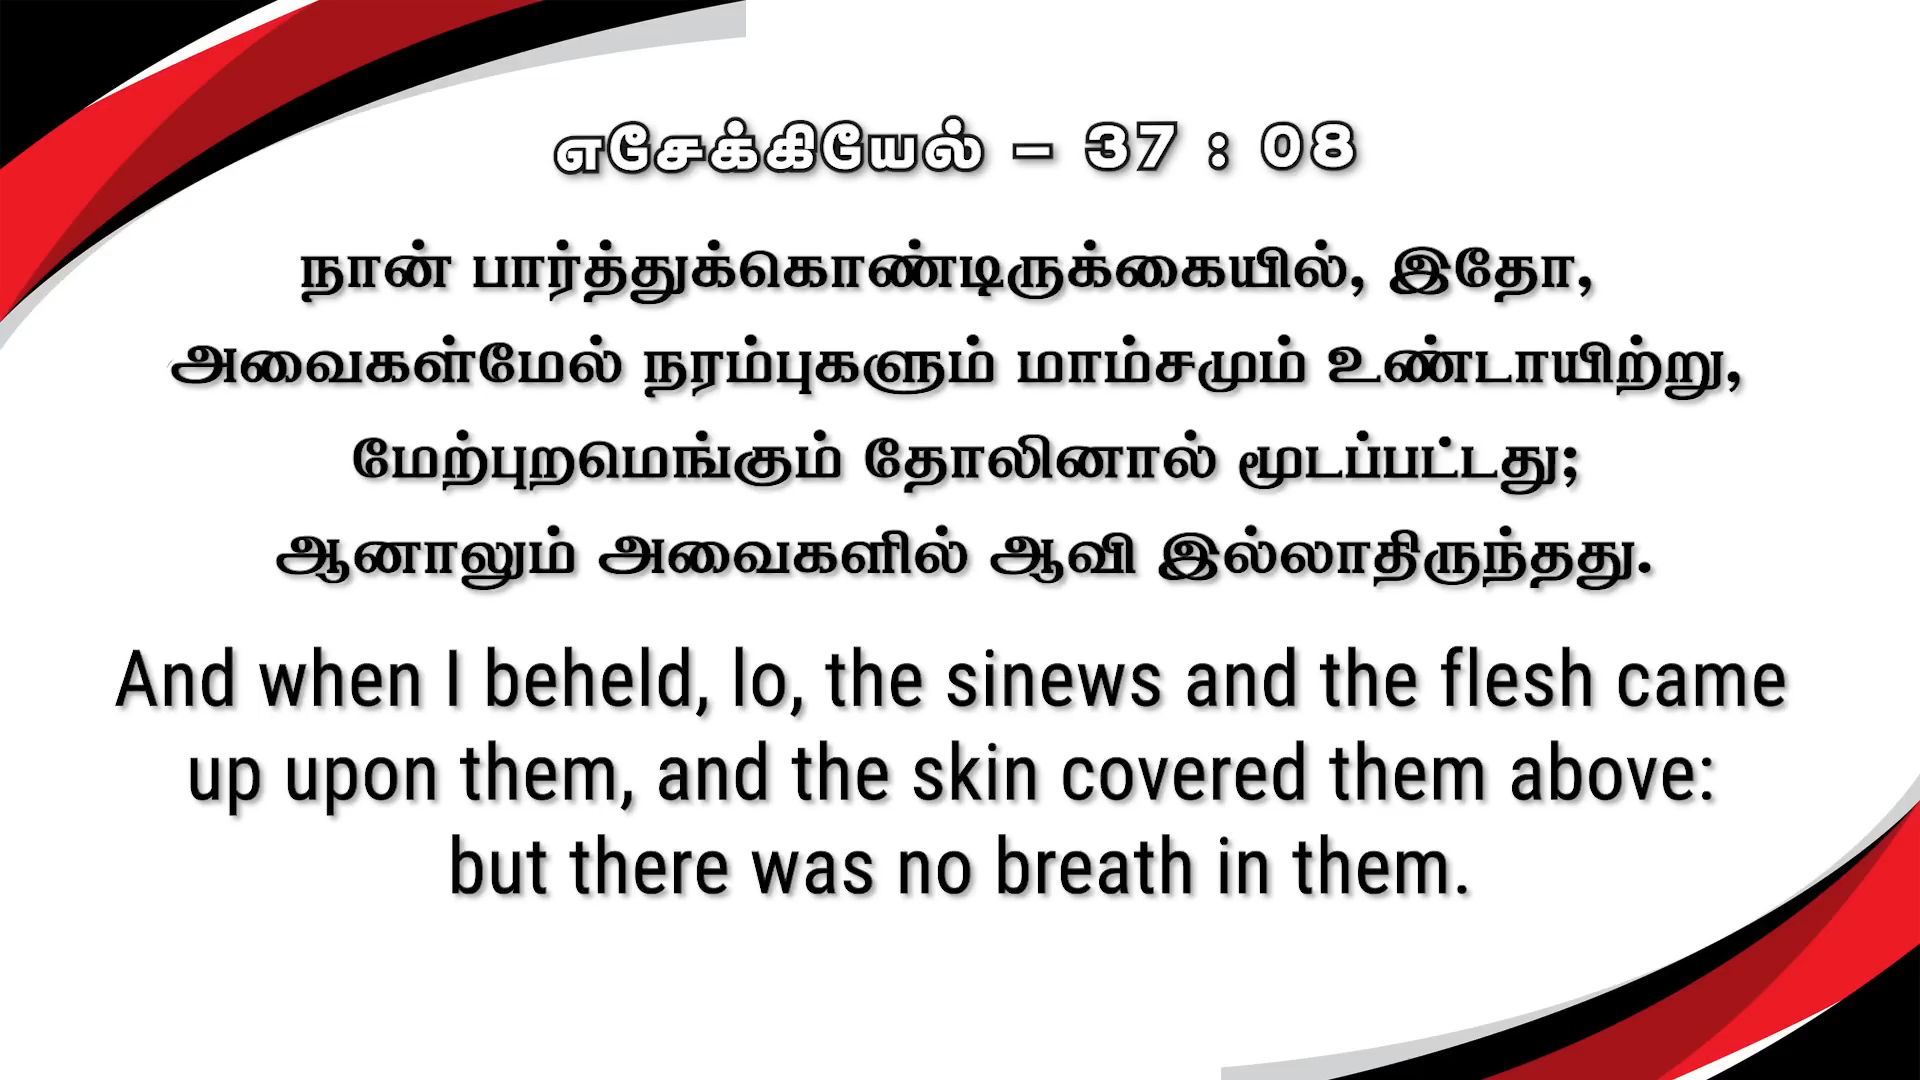 எசேக்கியேல் – 37 : 08
நான் பார்த்துக்கொண்டிருக்கையில், இதோ,
அவைகள்மேல் நரம்புகளும் மாம்சமும் உண்டாயிற்று,
மேற்புறமெங்கும் தோலினால் மூடப்பட்டது;
ஆனாலும் அவைகளில் ஆவி இல்லாதிருந்தது.
And when I beheld, lo, the sinews and the flesh came
up upon them, and the skin covered them above:
but there was no breath in them.